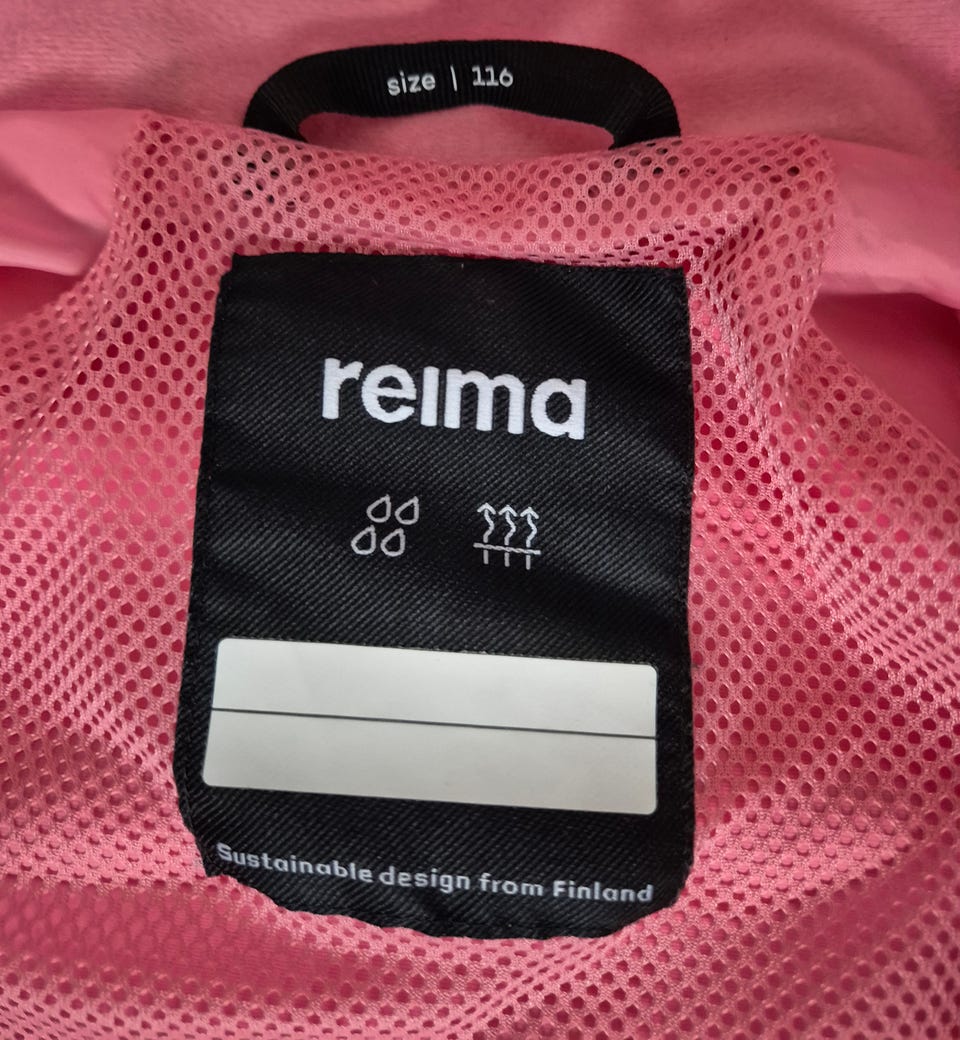 size | 116
reima
Sustainable design from Finland